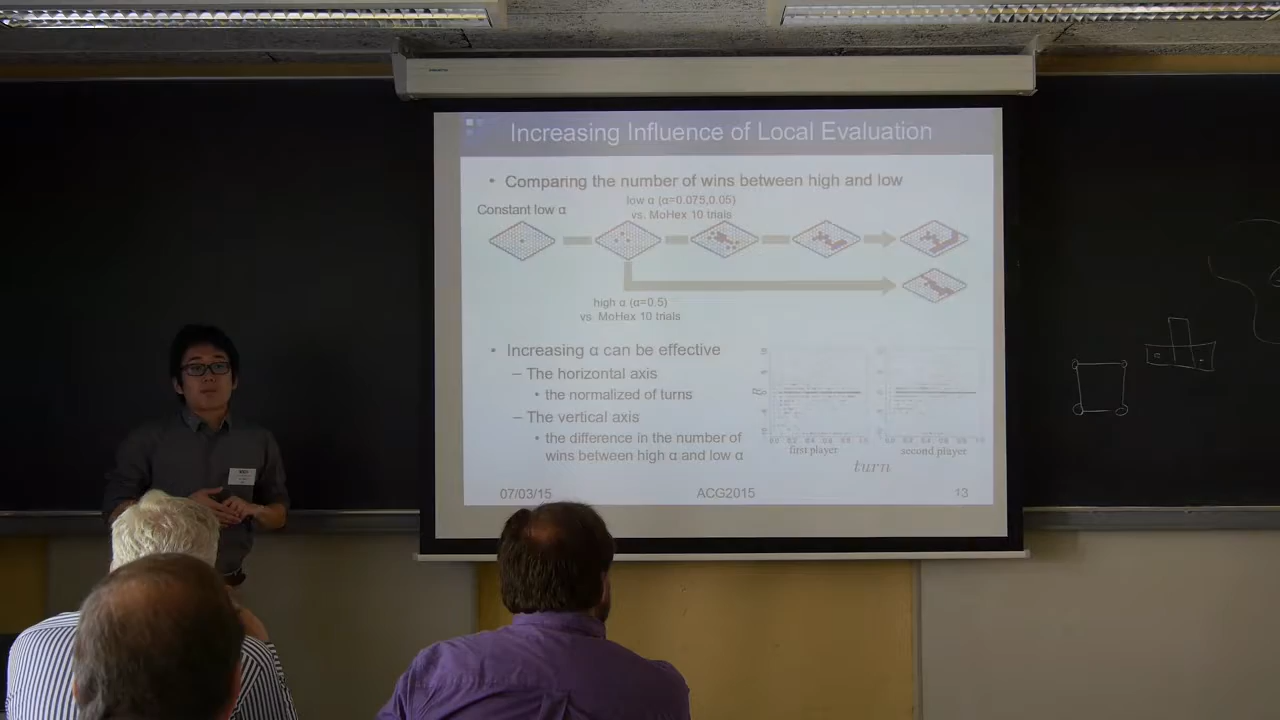 Increasing Influence of Local Evaluation
• Comparing the number of wins between high and low
Constant low α
low α (α=0.075,0.05)
vs. MoHex 10 trials
high α (α=0.5)
vs MoHex 10 trials
• Increasing α can be effective
– The horizontal axis
• the normalized of turns
– The vertical axis
• the difference in the number of
wins between high α and low α
first player
second player
turn
07/03/15
ACG2015
13